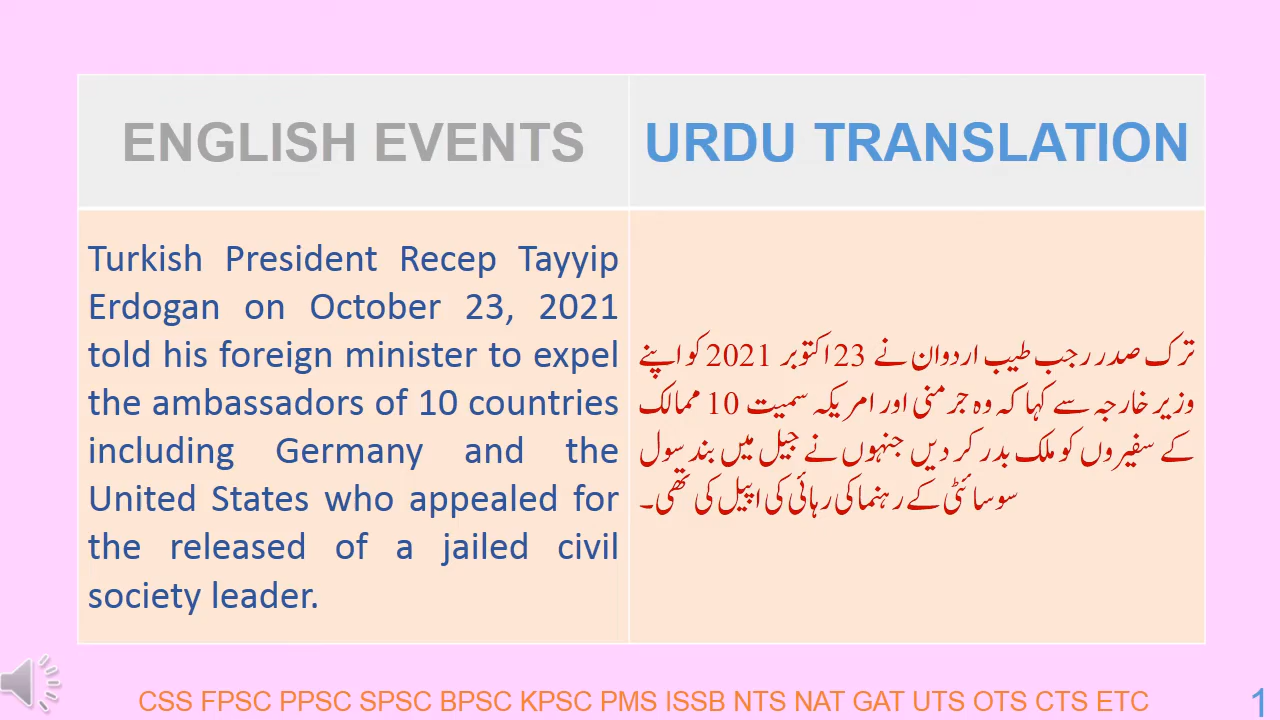 ENGLISH EVENTS
URDU TRANSLATION
Turkish President Recep Tayyip
Erdogan on October 23, 2021
told his foreign minister to expel
the ambassadors of 10 countries
including Germany and the
United States who appealed for
the released of a jailed civil
society leader.
ترک صدر رجب طیب اردوان نے 23 اکتوبر 2021 کو اپنے
وزیر خارجہ سے کہا کہ وہ جرمنی اور امریکہ سمیت 10 ممالک
کے سفیروں کو ملک بدر کر دیں جنہوں نے جیل میں بند سول
سوسائٹی کے رہنما کی رہائی کی اپیل کی تھی۔
CSS FPSC PPSC SPSC BPSC KPSC PMS ISSB NTS NAT GAT UTS OTS CTS ETC
1